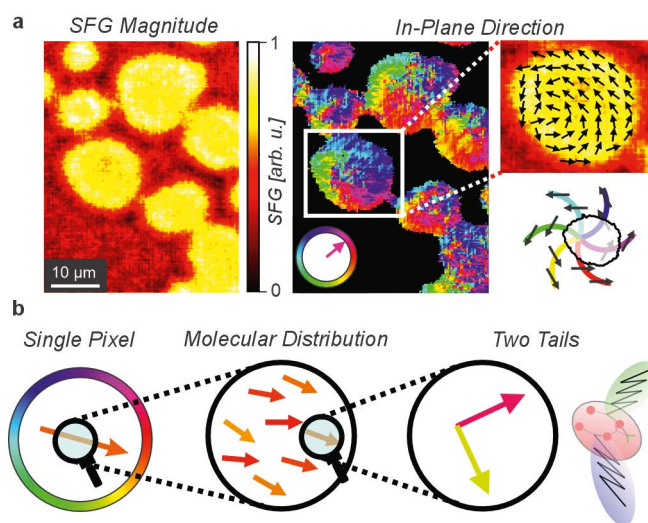 a
SFG Magnitude
In-Plane Direction
1
SFG [arb. u.]
0
10 µm
b
Single Pixel
Molecular Distribution
Two Tails